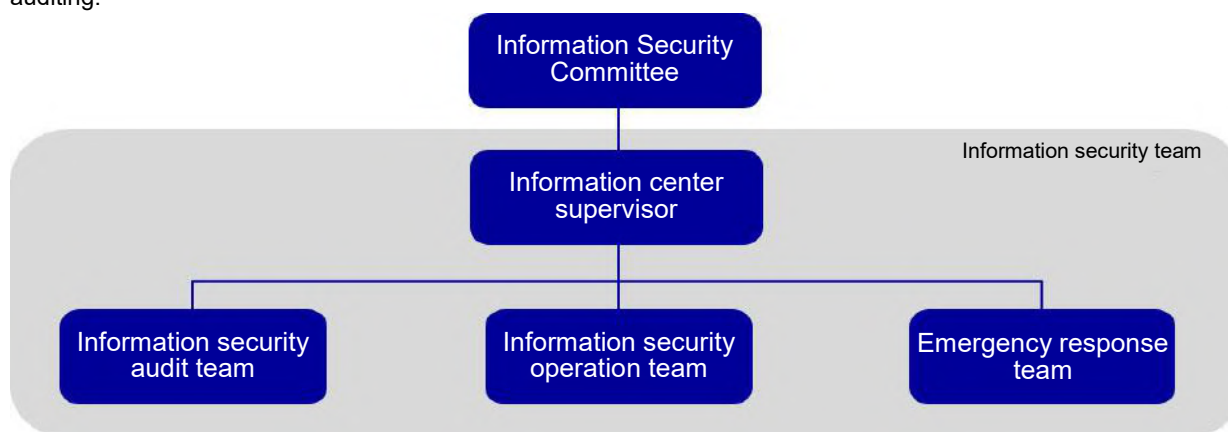 auditing.
Information Security
Committee
Information security team
Information center
supervisor
Information security
audit team
Information security
operation team
Emergency response
team